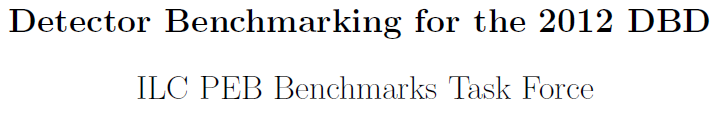 Detector Benchmarking for the 2012 DBD
ILC PEB Benchmarks Task Force